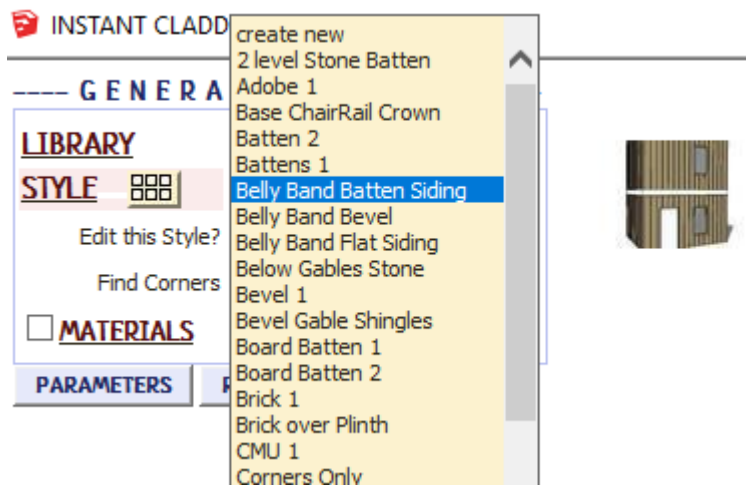 INSTANT CLADD
---- G E N E R A
LIBRARY
STYLE
Edit this Style?
Find Corners
MATERIALS
PARAMETERS
create new
2 level Stone Batten
Adobe 1
Base ChairRail Crown
Batten 2
Battens 1
Belly Band Batten Siding
Belly Band Bevel
Belly Band Flat Siding
Below Gables Stone
Bevel 1
Bevel Gable Shingles
Board Batten 1
Board Batten 2
Brick 1
Brick over Plinth
CMU 1
Corners Only